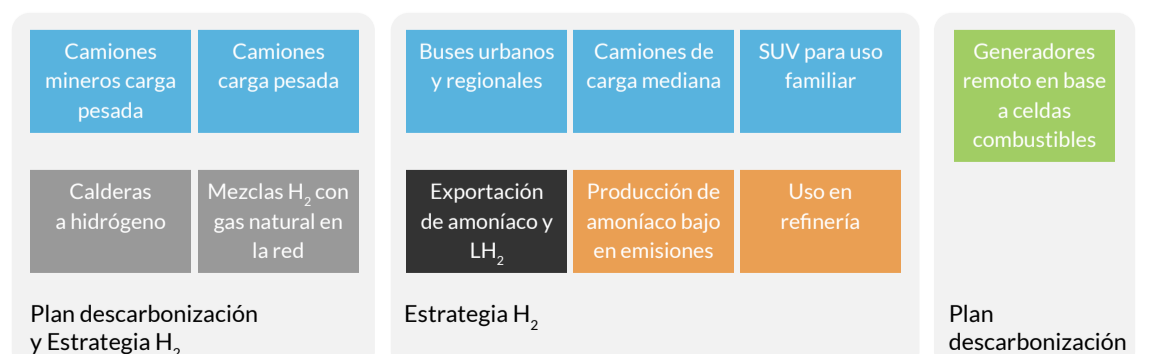 Camiones
mineros carga
pesada
Camiones
carga pesada
Calderas
a hidrógeno
Mezclas H₂ con
gas natural en
la red
Plan descarbonización
y Estrategia H₂
Buses urbanos
y regionales
Camiones de
carga mediana
SUV para uso
familiar
Exportación
de amoníaco y
LH₂
Producción de
amoníaco bajo
en emisiones
Uso en
refinería
Estrategia H₂
Generadores
remoto en base
a celdas
combustibles
Plan
descarbonización